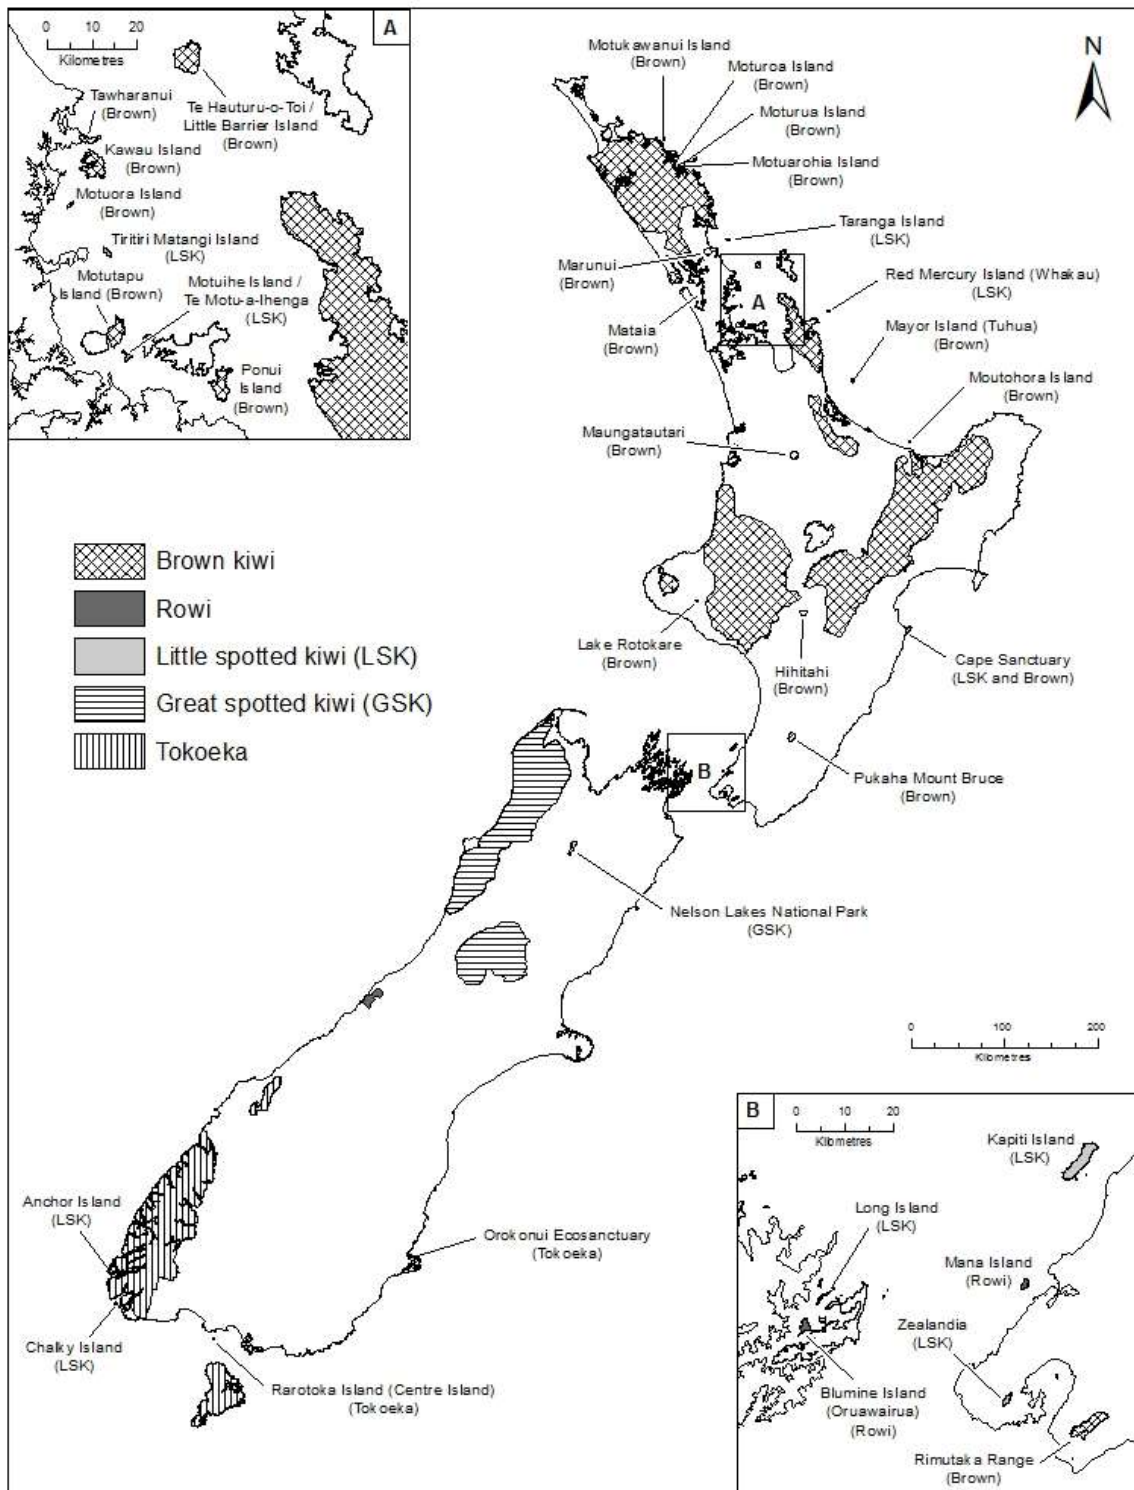 A
0 10 20
Kilometres
Tawharanui
(Brown)
Te Hauturu-o-Toi /
Little Barrier Island
(Brown)
Kawau Island
(Brown)
Motuora Island
(Brown)
Tiritiri Matangi Island
(LSK)
Motutapu
Island (Brown)
Motuihe Island /
Te Motu-a-Ihenga
(LSK)
Ponui
Island
(Brown)
N
Motukawanui Island
(Brown)
Moturoa Island
(Brown)
Moturua Island
(Brown)
Motuarohia Island
(Brown)
Taranga Island
(LSK)
Marunui
(Brown)
A
Red Mercury Island (Whakau)
(LSK)
Mataia
(Brown)
Mayor Island (Tuhua)
(Brown)
Moutohora Island
(Brown)
Maungatautari
(Brown)
Brown kiwi
Rowi
Little spotted kiwi (LSK)
Great spotted kiwi (GSK)
Tokoeka
Lake Rotokare
(Brown)
Hihitahi
(Brown)
Cape Sanctuary
(LSK and Brown)
B
Pukaha Mount Bruce
(Brown)
Nelson Lakes National Park
(GSK)
0 100 200
Kilometres
Anchor Island
(LSK)
Orokonui Ecosanctuary
(Tokoeka)
Chalky Island
(LSK)
Rarotoka Island (Centre Island)
(Tokoeka)
B
0 10 20
Kilometres
Kapiti Island
(LSK)
Long Island
(LSK)
Mana Island
(Rowi)
Zealandia
(LSK)
Blumine Island
(Oruawairua)
(Rowi)
Rimutaka Range
(Brown)